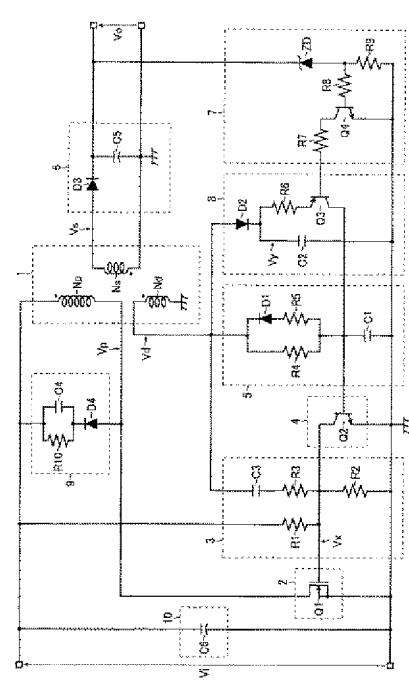 Vo
6
D3
C5
Vs
1
Np
Ns
Nd
Vp
Vd
C4
R10
D4
9
ZD
R9
R8
7
R7
Q4
8
D2
R6
Q3
Vy
C2
D1
R5
R4
5
C1
4
Q2
C3
R3
R2
3
R1
Vx
2
Q1
10
C6
Vi